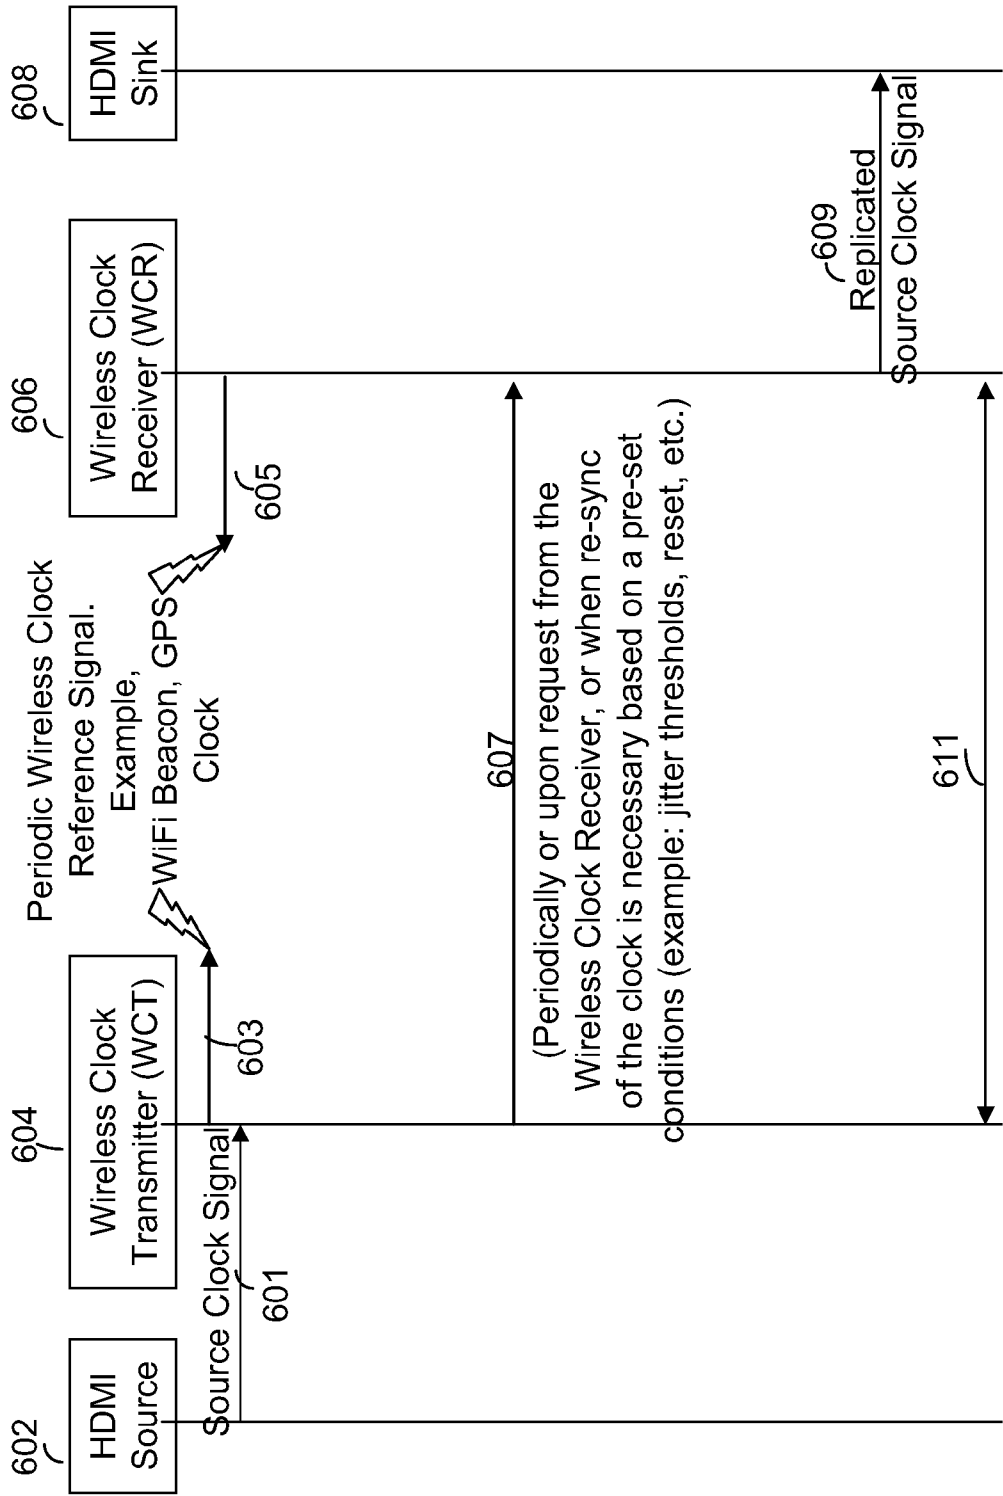 602
HDMI
Source
604
Wireless Clock
Transmitter (WCT)
Periodic Wireless Clock
Reference Signal.
Example,
WiFi Beacon, GPS
Clock
606
Wireless Clock
Receiver (WCR)
608
HDMI
Sink
Source Clock Signal
601
603
605
607
(Periodically or upon request from the
Wireless Clock Receiver, or when re-sync
of the clock is necessary based on a pre-set
conditions (example: jitter thresholds, reset, etc.)
609
Replicated
Source Clock Signal
611